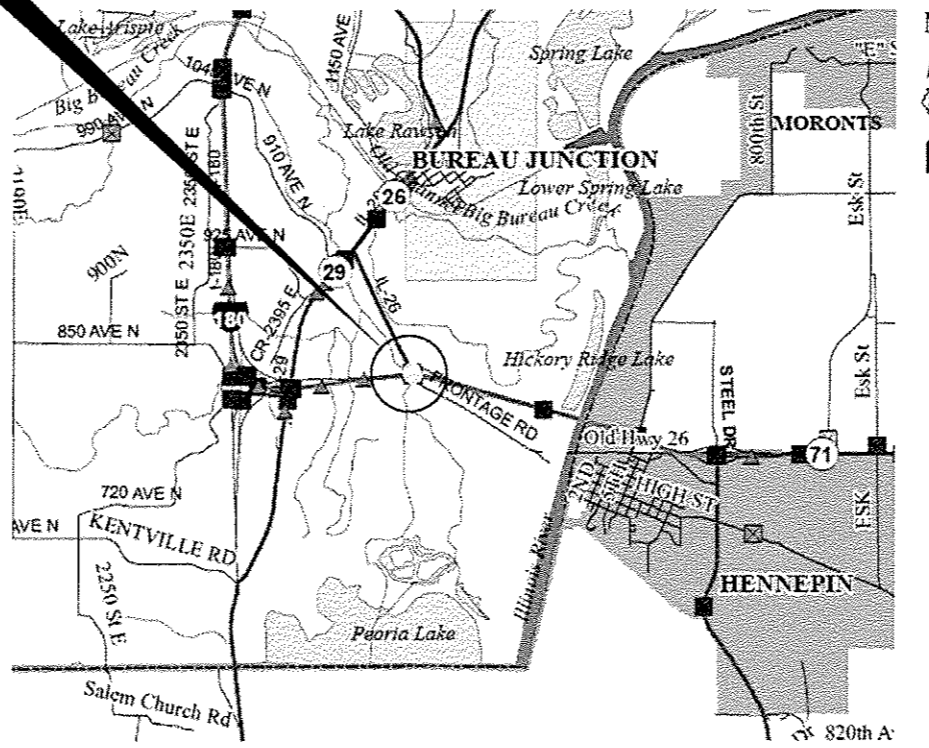 Lake Arispie
Big Bureau Creek
990 AV N
1150 AVE
Spring Lake
"E" S
800th St
MORONTS
Lake Rawson
BUREAU JUNCTION
Lower Spring Lake
Big Bureau Creek
910 AVE N
2350 ST E
2350E
I-180
26
925 AVE N
29
IL-26
900N
Esk St
850 AVE N
180
CR-2395 E
Hickory Ridge Lake
FRONTAGE RD
STEEL DR
Esk St
Old Hwy 26
71
2ND
5TH
HIGH ST
720 AVE N
AVE N
KENTVILLE RD
ESK
2250 ST E
Illinois River
HENNEPIN
Peoria Lake
Salem Church Rd
Dr
820th A